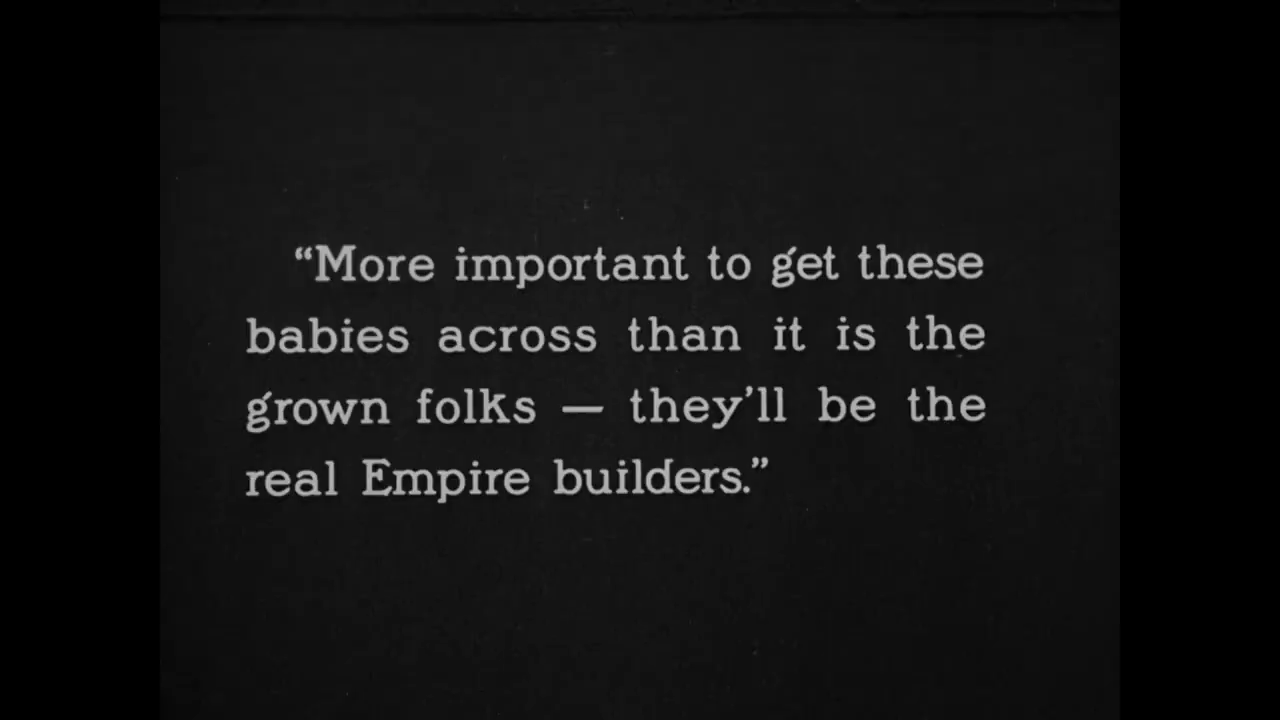 “More important to get these
babies across than it is the
grown folks — they’ll be the
real Empire builders.”